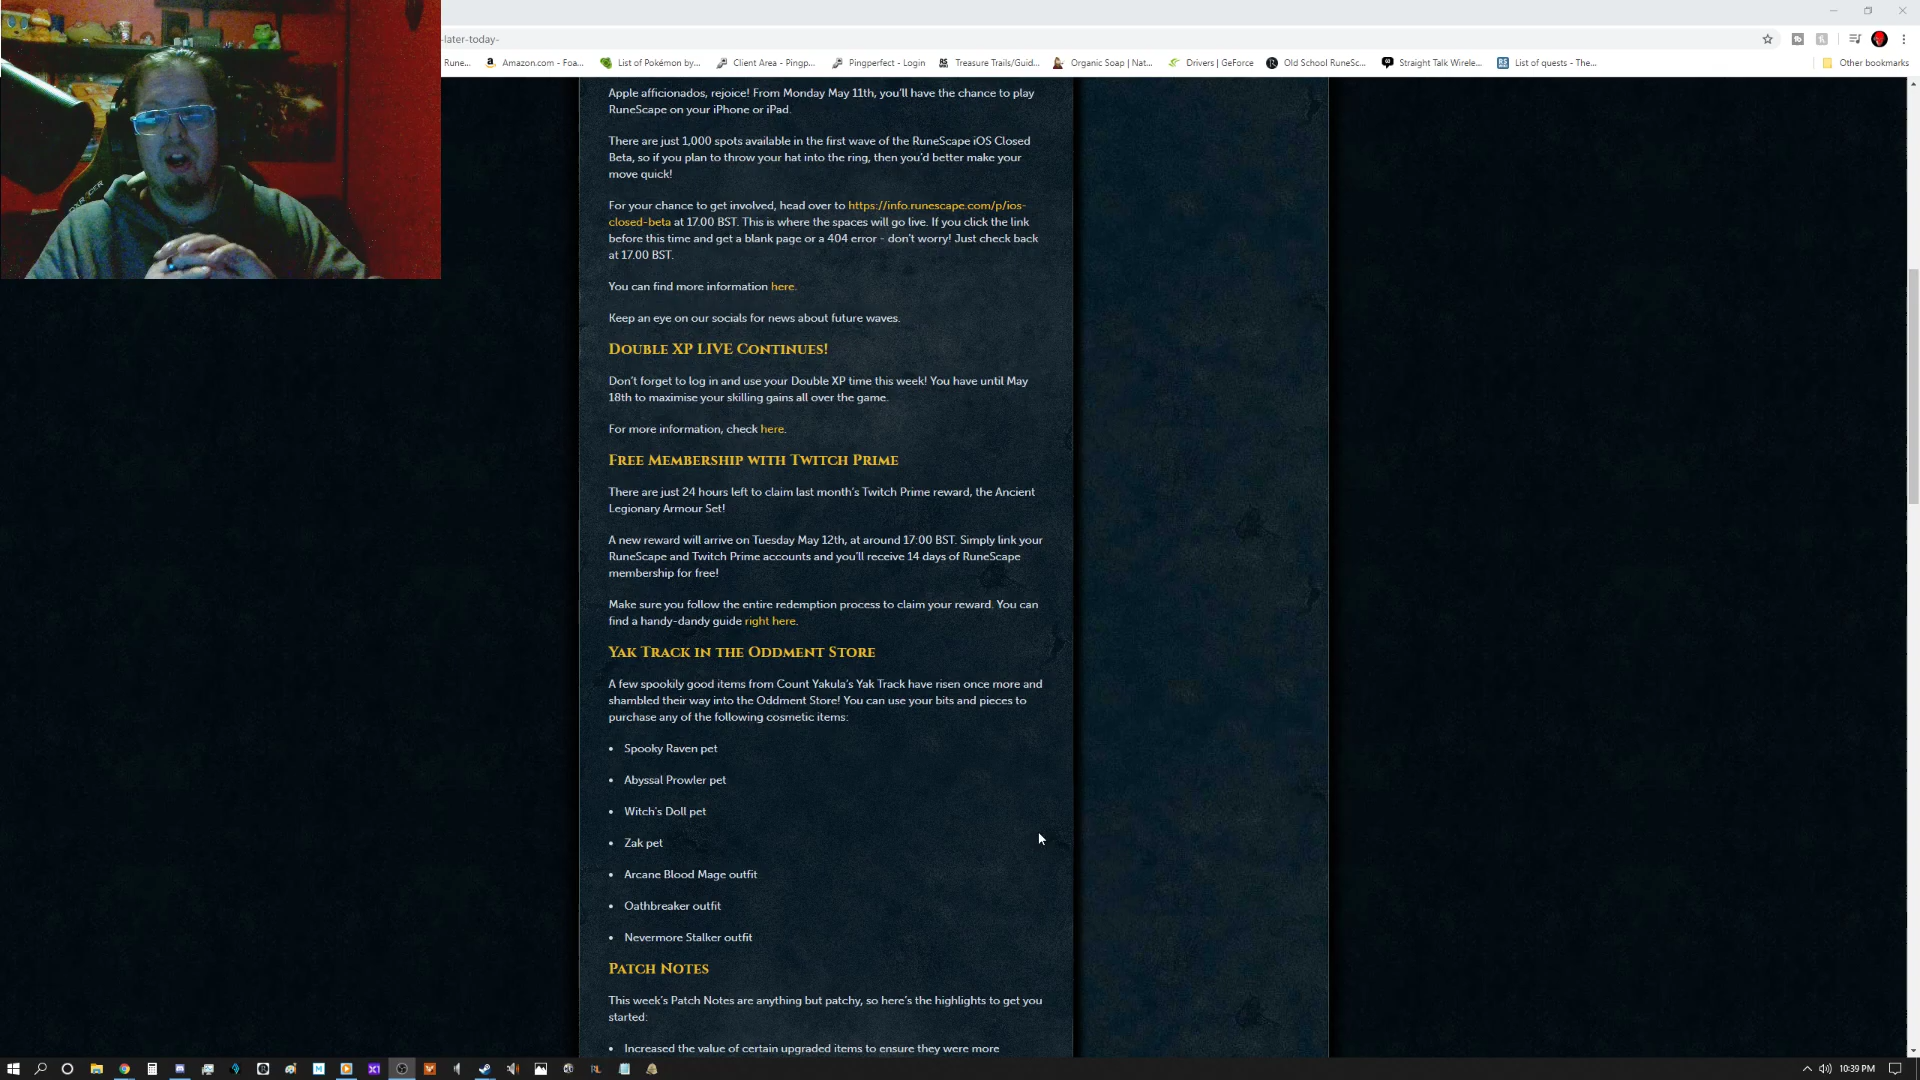 -later-today-
Rune...
Amazon.com - Foa...
List of Pokémon by...
Client Area - Pingp...
Pingperfect - Login
Treasure Trails/Guid...
Organic Soap | Nat...
Drivers | GeForce
Old School RuneSc...
Straight Talk Wirele...
List of quests - The...
Other bookmarks
Apple afficionados, rejoice! From Monday May 11th, you'll have the chance to play
RuneScape on your iPhone or iPad.
There are just 1,000 spots available in the first wave of the RuneScape iOS Closed
Beta, so if you plan to throw your hat into the ring, then you'd better make your
move quick!
For your chance to get involved, head over to https://info.runescape.com/p/ios-
closed-beta at 17.00 BST. This is where the spaces will go live. If you click the link
before this time and get a blank page or a 404 error - don't worry! Just check back
at 17.00 BST.
You can find more information here.
Keep an eye on our socials for news about future waves.
Double XP LIVE Continues!
Don't forget to log in and use your Double XP time this week! You have until May
18th to maximise your skilling gains all over the game.
For more information, check here.
Free Membership with Twitch Prime
There are just 24 hours left to claim last month's Twitch Prime reward, the Ancient
Legionary Armour Set!
A new reward will arrive on Tuesday May 12th, at around 17:00 BST. Simply link your
RuneScape and Twitch Prime accounts and you'll receive 14 days of RuneScape
membership for free!
Make sure you follow the entire redemption process to claim your reward. You can
find a handy-dandy guide right here.
Yak Track in the Oddment Store
A few spookily good items from Count Yakula's Yak Track have risen once more and
shambled their way into the Oddment Store! You can use your bits and pieces to
purchase any of the following cosmetic items:
• Spooky Raven pet
• Abyssal Prowler pet
• Witch's Doll pet
• Zak pet
• Arcane Blood Mage outfit
• Oathbreaker outfit
• Nevermore Stalker outfit
Patch Notes
This week's Patch Notes are anything but patchy, so here's the highlights to get you
started:
• Increased the value of certain upgraded items to ensure they were more
10:39 PM